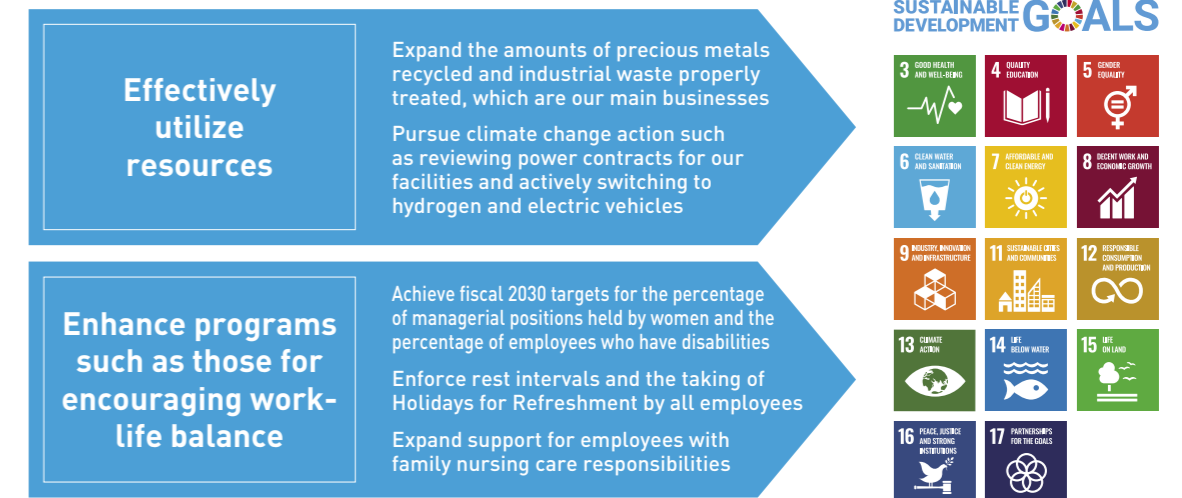 Effectively
utilize
resources
Expand the amounts of precious metals
recycled and industrial waste properly
treated, which are our main businesses
Pursue climate change action such
as reviewing power contracts for our
facilities and actively switching to
hydrogen and electric vehicles
Enhance programs
such as those for
encouraging work-
life balance
Achieve fiscal 2030 targets for the percentage
of managerial positions held by women and the
percentage of employees who have disabilities
Enforce rest intervals and the taking of
Holidays for Refreshment by all employees
Expand support for employees with
family nursing care responsibilities
SUSTAINABLE
DEVELOPMENT GOALS
3 GOOD HEALTH
AND WELL-BEING
4 QUALITY
EDUCATION
5 GENDER
EQUALITY
6 CLEAN WATER
AND SANITATION
7 AFFORDABLE AND
CLEAN ENERGY
8 DECENT WORK AND
ECONOMIC GROWTH
9 INDUSTRY, INNOVATION
AND INFRASTRUCTURE
11 SUSTAINABLE CITIES
AND COMMUNITIES
12 RESPONSIBLE
CONSUMPTION
AND PRODUCTION
13 CLIMATE
ACTION
14 LIFE
BELOW WATER
15 LIFE
ON LAND
16 PEACE, JUSTICE
AND STRONG
INSTITUTIONS
17 PARTNERSHIPS
FOR THE GOALS